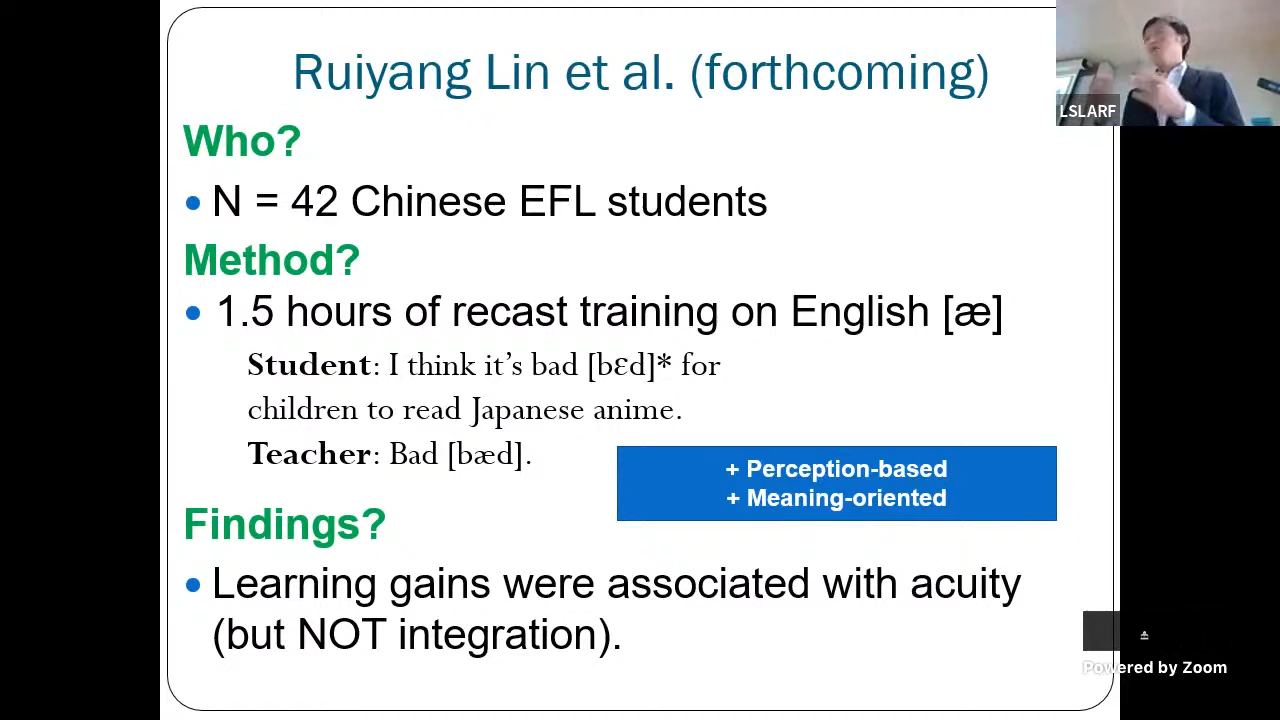 Ruiyang Lin et al. (forthcoming)
LSLARF
Who?
• N = 42 Chinese EFL students
Method?
• 1.5 hours of recast training on English [æ]
Student: I think it's bad [bɛd]* for
children to read Japanese anime.
Teacher: Bad [bæd].
+ Perception-based
+ Meaning-oriented
Findings?
• Learning gains were associated with acuity
(but NOT integration).
Powered by Zoom